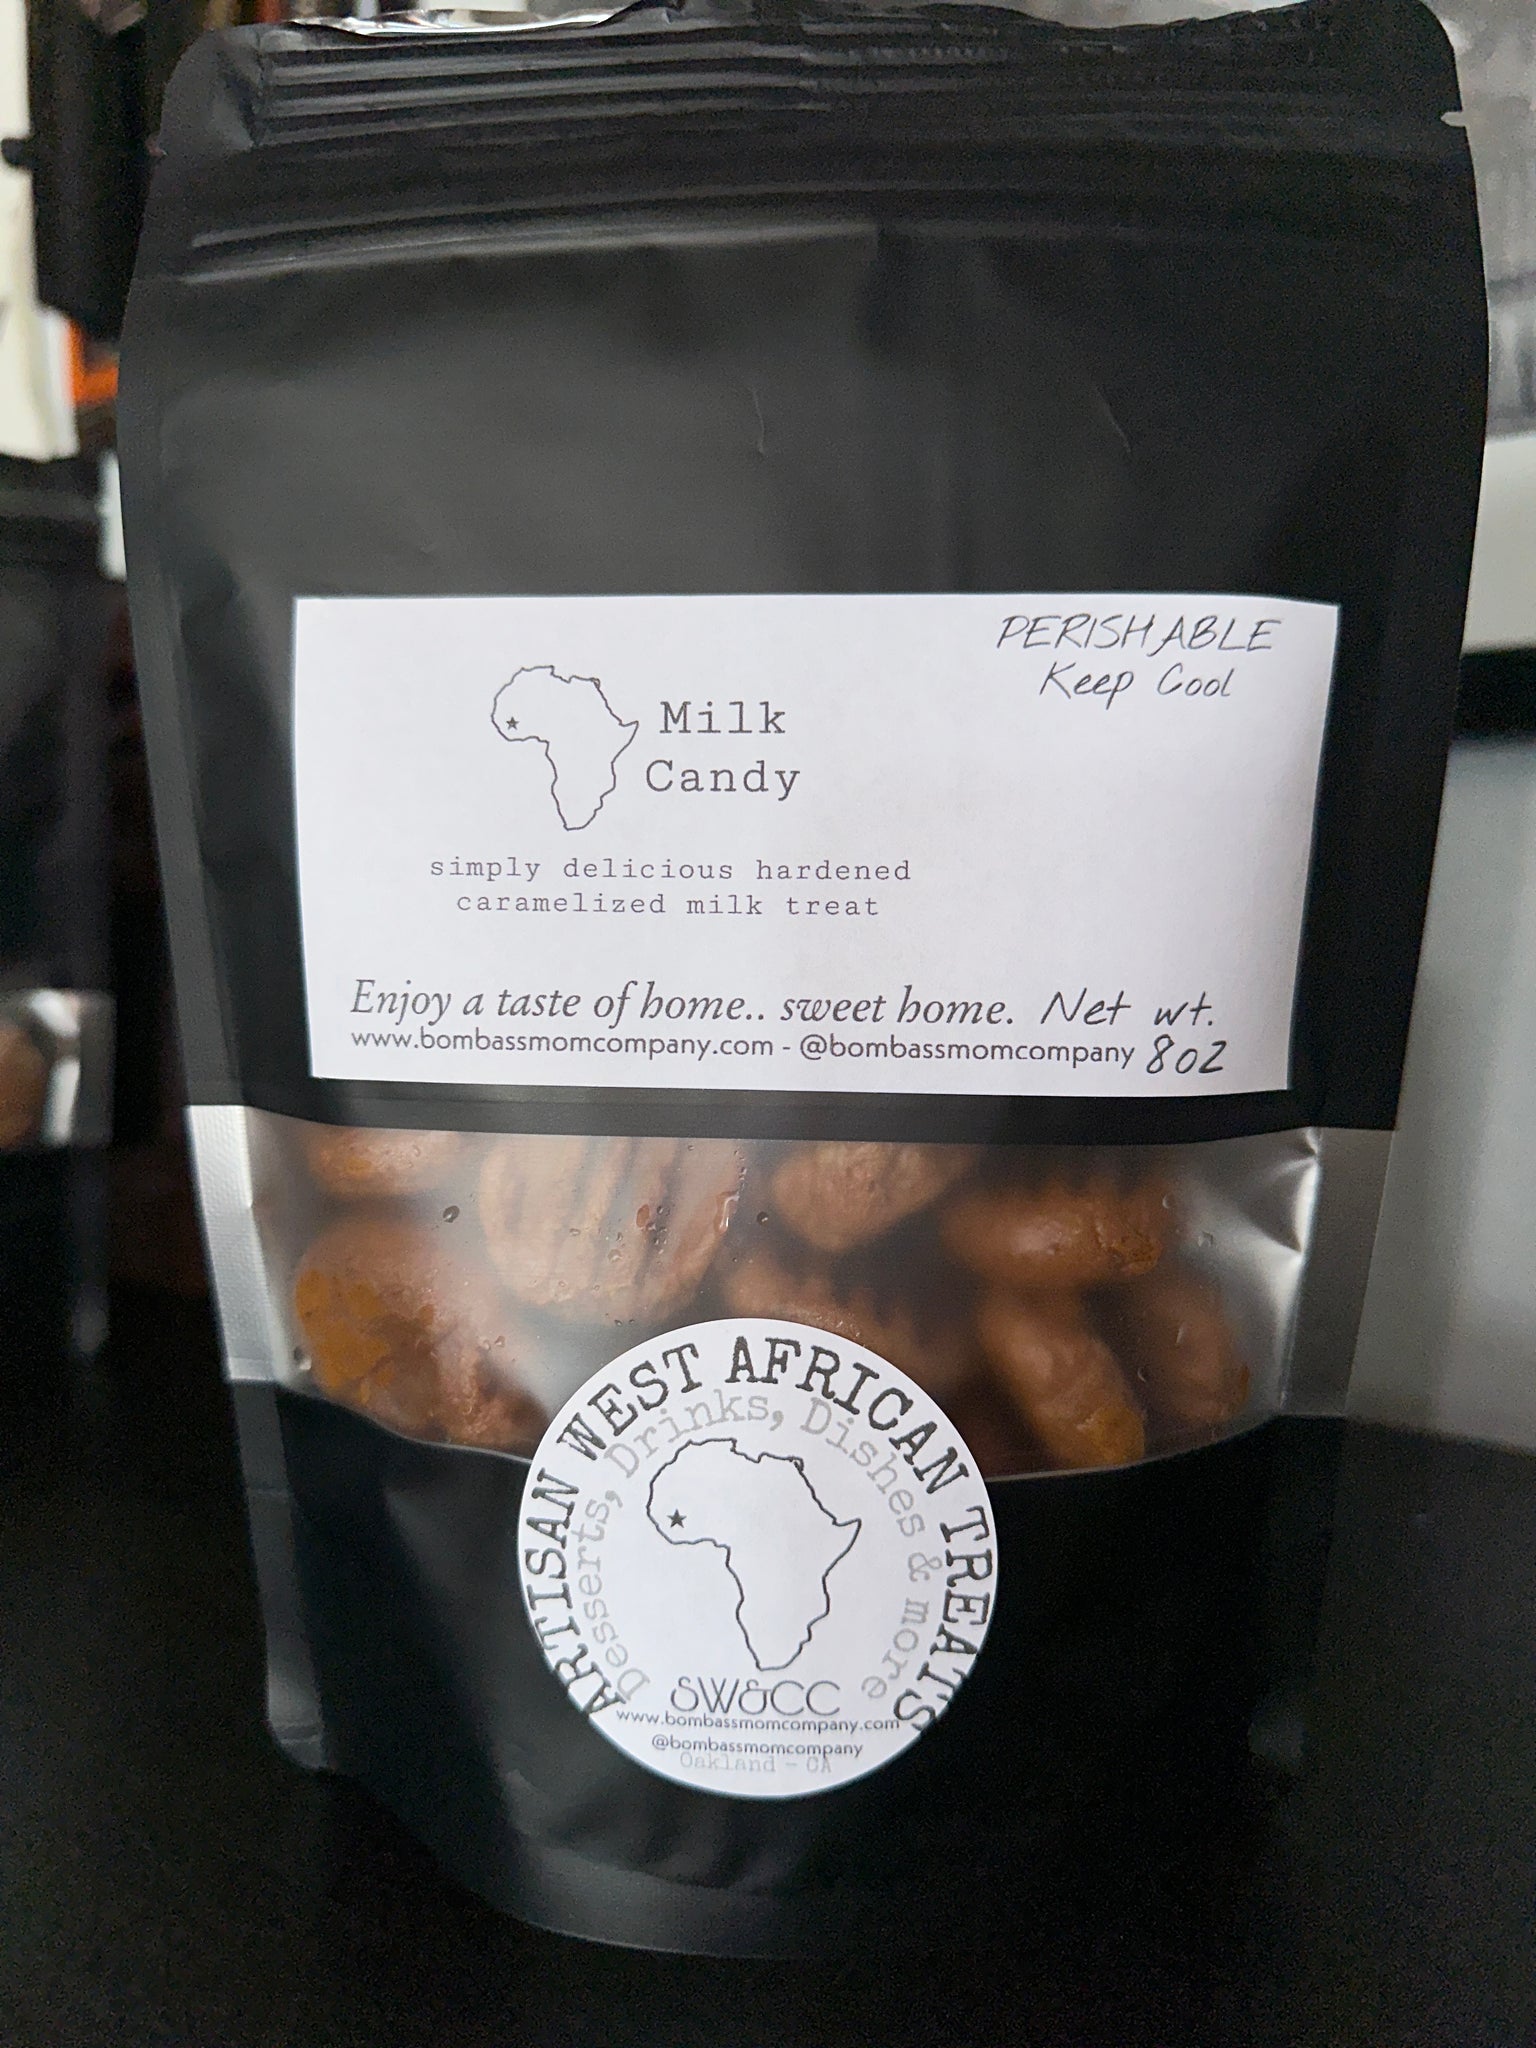 PERISHABLE
Keep Cool
Milk
Candy
simply delicious hardened
caramelized milk treat
Enjoy a taste of home.. sweet home. Net wt.
www.bombassmomcompany.com - @bombassmomcompany 8oz
ARTISAN WEST AFRICAN TREATS
Desserts, Drinks, Dishes & more
SW&CC
www.bombassmomcompany.com
@bombassmomcompany
Oakland - CA